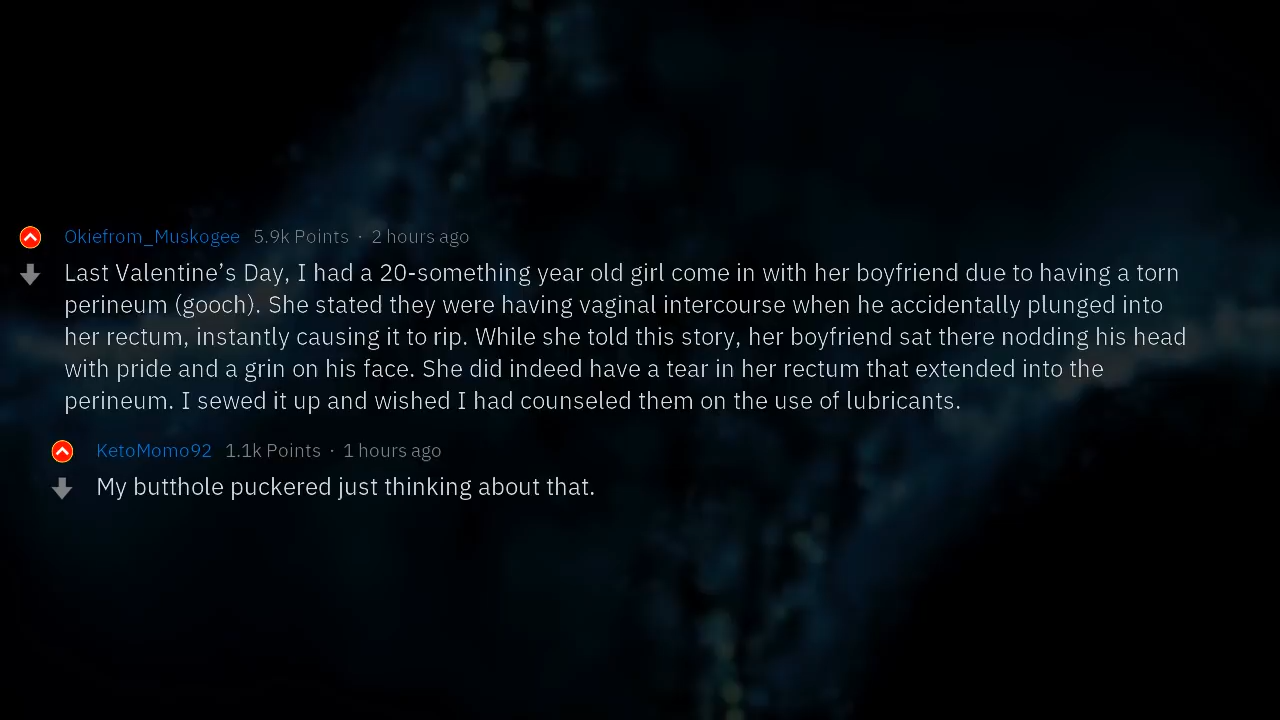 Okiefrom_Muskogee 5.9k Points · 2 hours ago
Last Valentine’s Day, I had a 20-something year old girl come in with her boyfriend due to having a torn
perineum (gooch). She stated they were having vaginal intercourse when he accidentally plunged into
her rectum, instantly causing it to rip. While she told this story, her boyfriend sat there nodding his head
with pride and a grin on his face. She did indeed have a tear in her rectum that extended into the
perineum. I sewed it up and wished I had counseled them on the use of lubricants.
KetoMomo92 1.1k Points · 1 hours ago
My butthole puckered just thinking about that.